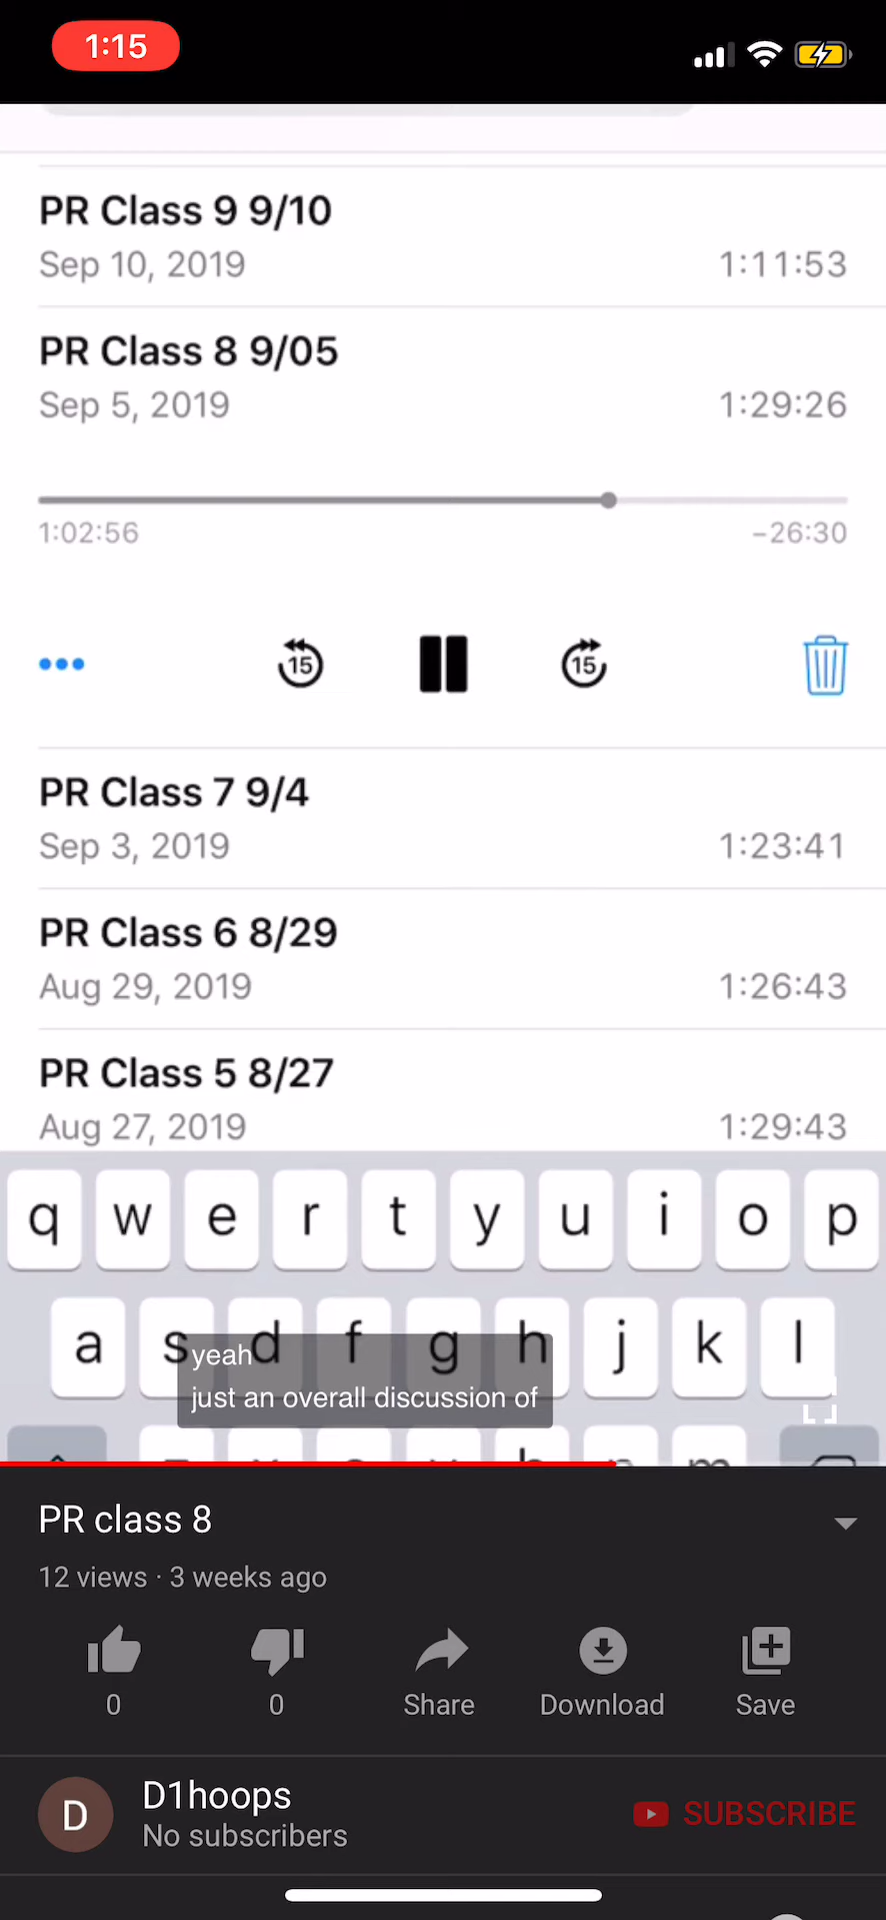 1:15
PR Class 9 9/10
Sep 10, 2019 1:11:53
PR Class 8 9/05
Sep 5, 2019 1:29:26
1:02:56 -26:30
15 15
PR Class 7 9/4
Sep 3, 2019 1:23:41
PR Class 6 8/29
Aug 29, 2019 1:26:43
PR Class 5 8/27
Aug 27, 2019 1:29:43
q w e r t y u i o p
a s d f g h j k l
yeah
just an overall discussion of
PR class 8
12 views · 3 weeks ago
0 0 Share Download Save
D D1hoops SUBSCRIBE
No subscribers